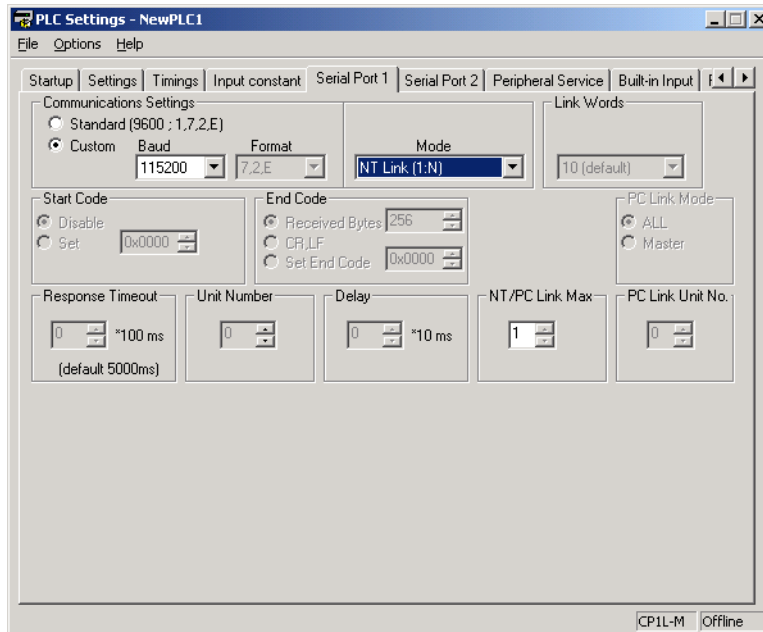 PLC Settings - NewPLC1
File Options Help
Startup Settings Timings Input constant Serial Port 1 Serial Port 2 Peripheral Service Built-in Input
Communications Settings
Link Words
Standard (9600 ; 1,7,2,E)
Custom Baud Format Mode
115200 7,2,E NT Link (1:N) 10 (default)
Start Code End Code PC Link Mode
Disable Received Bytes 256 ALL
Set 0x0000 CR,LF Master
Set End Code 0x0000
Response Timeout Unit Number Delay NT/PC Link Max PC Link Unit No.
0 *100 ms 0 0 *10 ms 1 0
(default 5000ms)
CP1L-M Offline